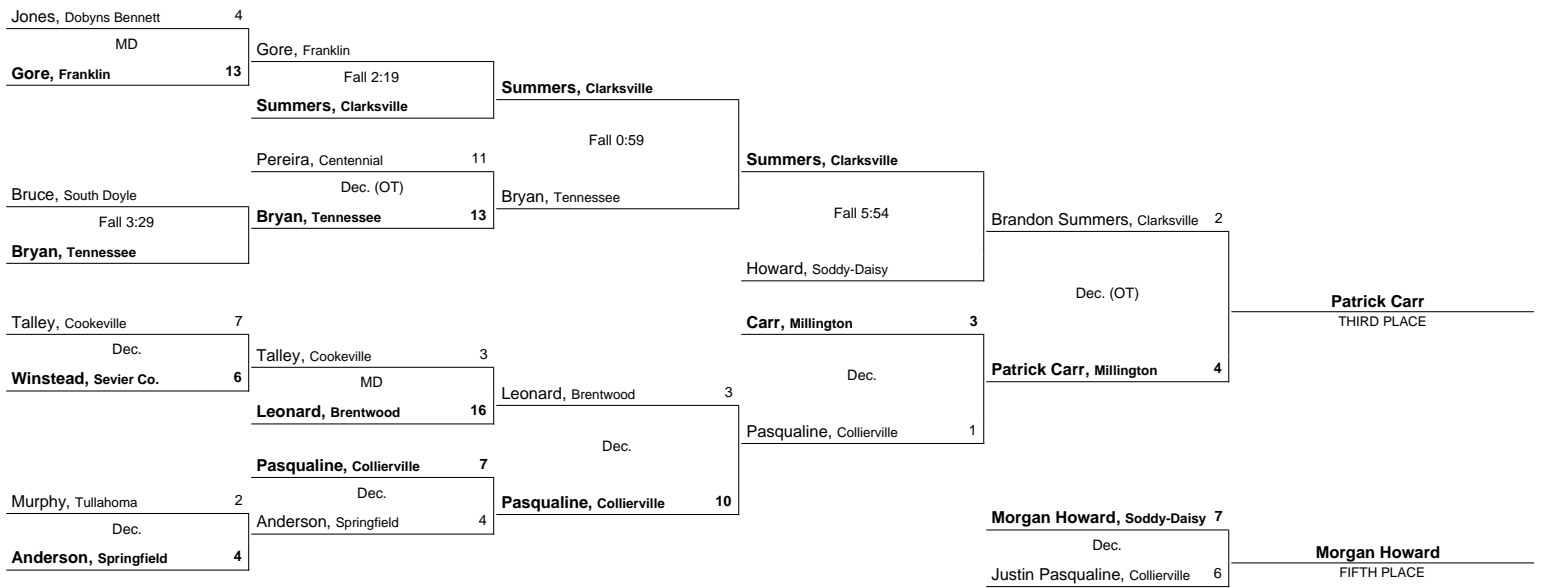 Jones, Dobyns Bennett 4
MD
Gore, Franklin 13
Bruce, South Doyle
Fall 3:29
Bryan, Tennessee
Talley, Cookeville 7
Dec.
Winstead, Sevier Co. 6
Murphy, Tullahoma 2
Dec.
Anderson, Springfield 4
Gore, Franklin
Fall 2:19
Summers, Clarksville
Pereira, Centennial 11
Dec. (OT)
Bryan, Tennessee 13
Talley, Cookeville 3
MD
Leonard, Brentwood 16
Pasqualine, Collierville 7
Dec.
Anderson, Springfield 4
Summers, Clarksville
Fall 0:59
Bryan, Tennessee
Leonard, Brentwood 3
Dec.
Pasqualine, Collierville 10
Summers, Clarksville
Fall 5:54
Howard, Soddy-Daisy
Carr, Millington 3
Dec.
Pasqualine, Collierville 1
Brandon Summers, Clarksville 2
Dec. (OT)
Patrick Carr, Millington 4
Patrick Carr
THIRD PLACE
Morgan Howard, Soddy-Daisy 7
Dec.
Justin Pasqualine, Collierville 6
Morgan Howard
FIFTH PLACE